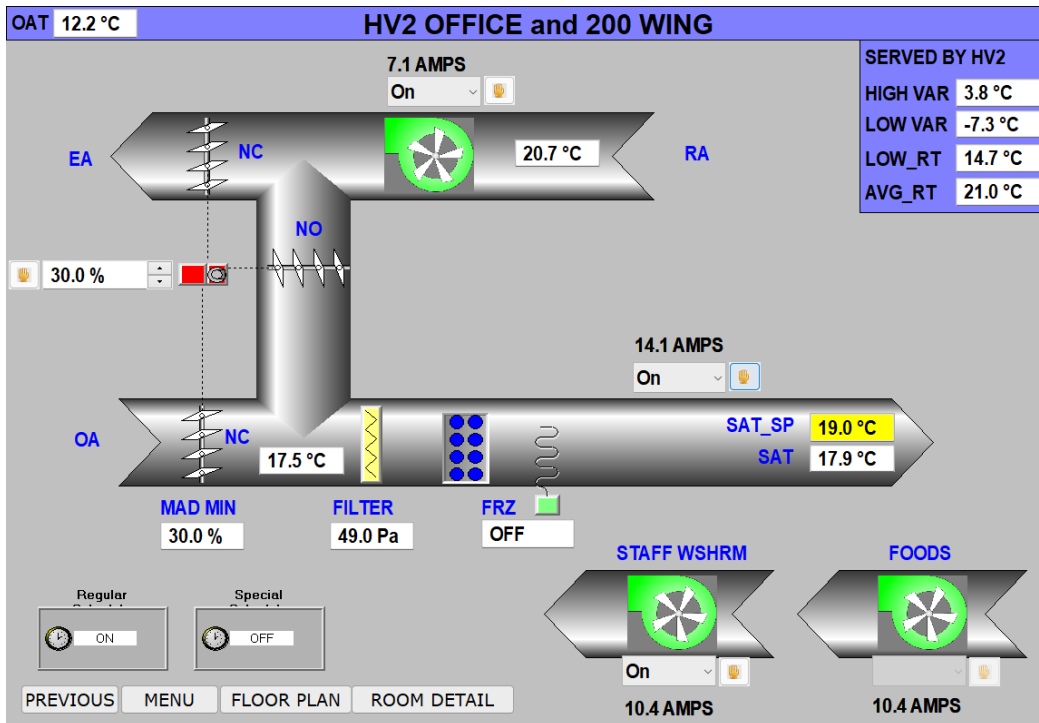 OAT 12.2 °C
HV2 OFFICE and 200 WING
SERVED BY HV2
HIGH VAR 3.8 °C
LOW VAR -7.3 °C
LOW_RT 14.7 °C
AVG_RT 21.0 °C
7.1 AMPS
On
EA
NC
20.7 °C
RA
NO
30.0 %
14.1 AMPS
On
OA
NC
17.5 °C
SAT_SP 19.0 °C
SAT 17.9 °C
MAD MIN
30.0 %
FILTER
49.0 Pa
FRZ
OFF
STAFF WSHRM
On
10.4 AMPS
FOODS
10.4 AMPS
Regular
ON
Special
OFF
PREVIOUS
MENU
FLOOR PLAN
ROOM DETAIL